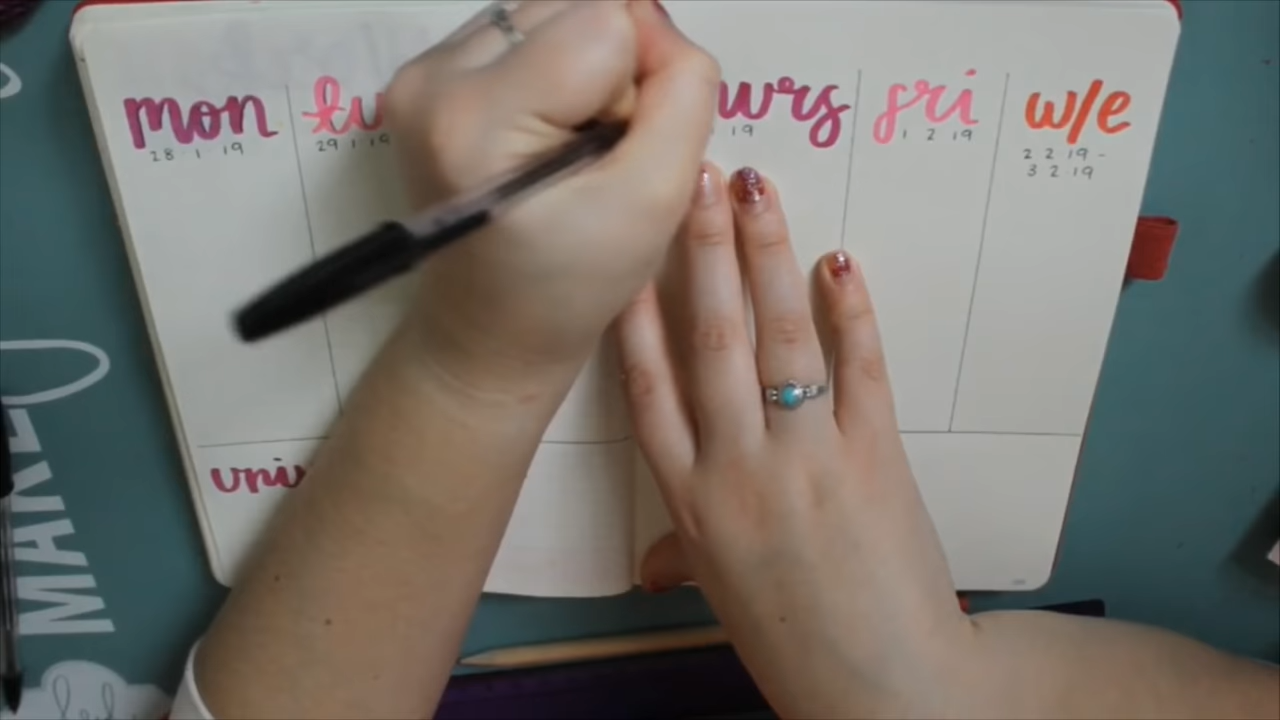 mon
28 · 1 · 19
tu
29 1 19
urs
19
fri
1 2 19
w/e
2 2 19 -
3 2 19
uni
MAKE